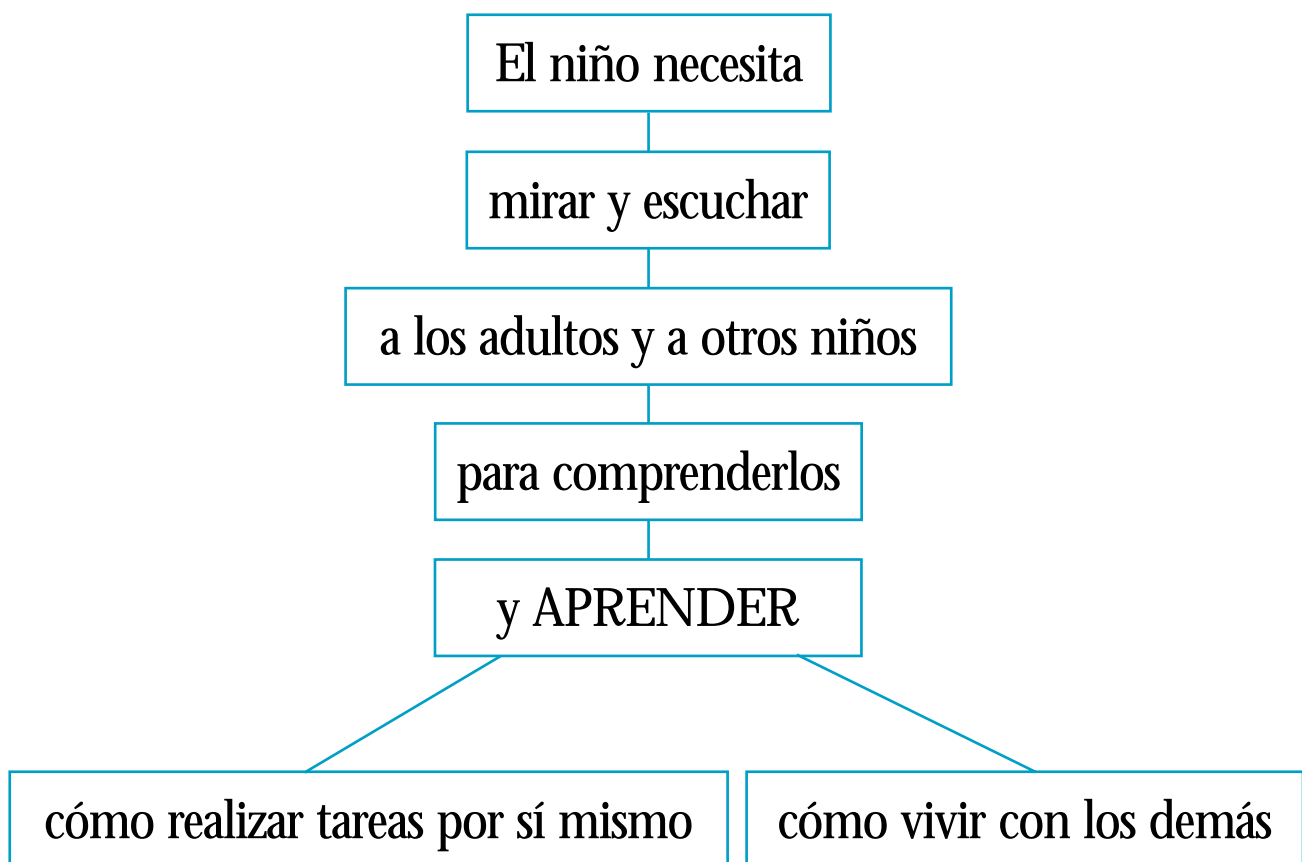 El niño necesita
mirar y escuchar
a los adultos y a otros niños
para comprenderlos
y APRENDER
cómo realizar tareas por sí mismo
cómo vivir con los demás